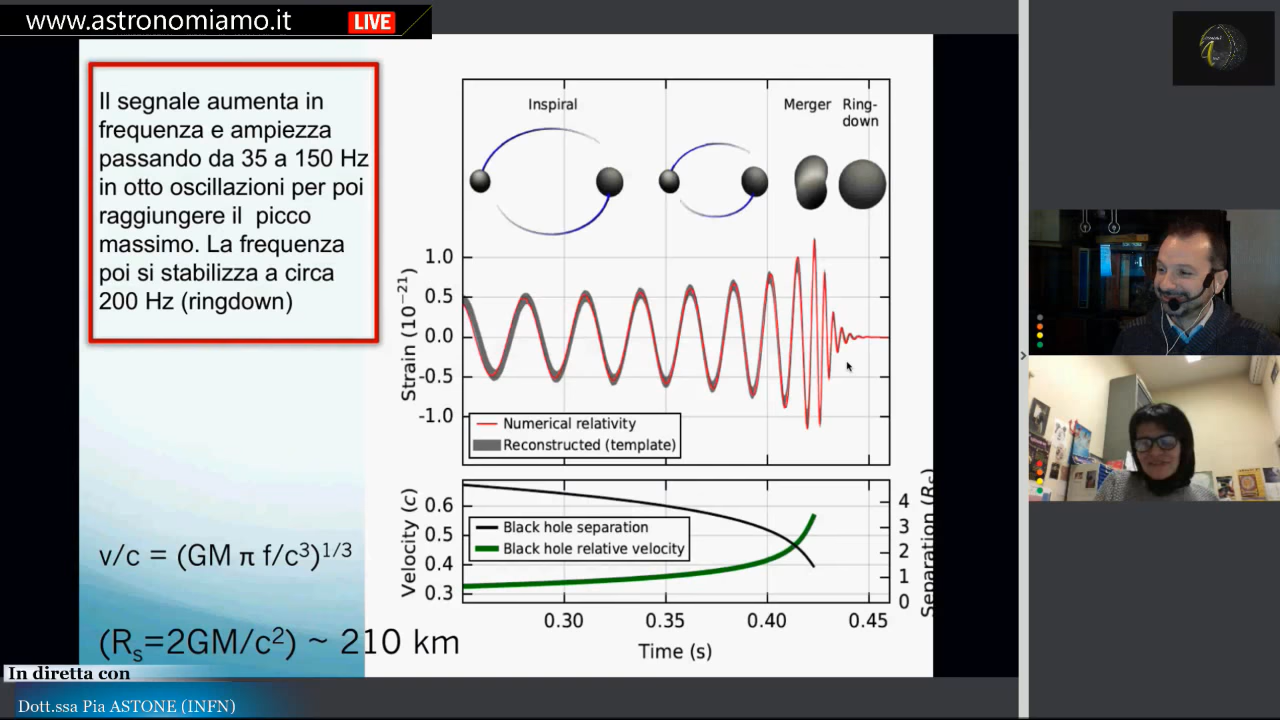 www.astronomiamo.it
LIVE
Il segnale aumenta in
frequenza e ampiezza
passando da 35 a 150 Hz
in otto oscillazioni per poi
raggiungere il picco
massimo. La frequenza
poi si stabilizza a circa
200 Hz (ringdown)
v/c = (GM π f/c³)¹/³
(Rₛ=2GM/c²) ~ 210 km
Inspiral
Merger
Ring-
down
Strain (10⁻²¹)
1.0
0.5
0.0
-0.5
-1.0
Numerical relativity
Reconstructed (template)
Velocity (c)
0.6
0.5
0.4
0.3
Black hole separation
Black hole relative velocity
4
3
2
1
0
Separation (R_S)
0.30
0.35
0.40
0.45
Time (s)
In diretta con
Dott.ssa Pia ASTONE (INFN)